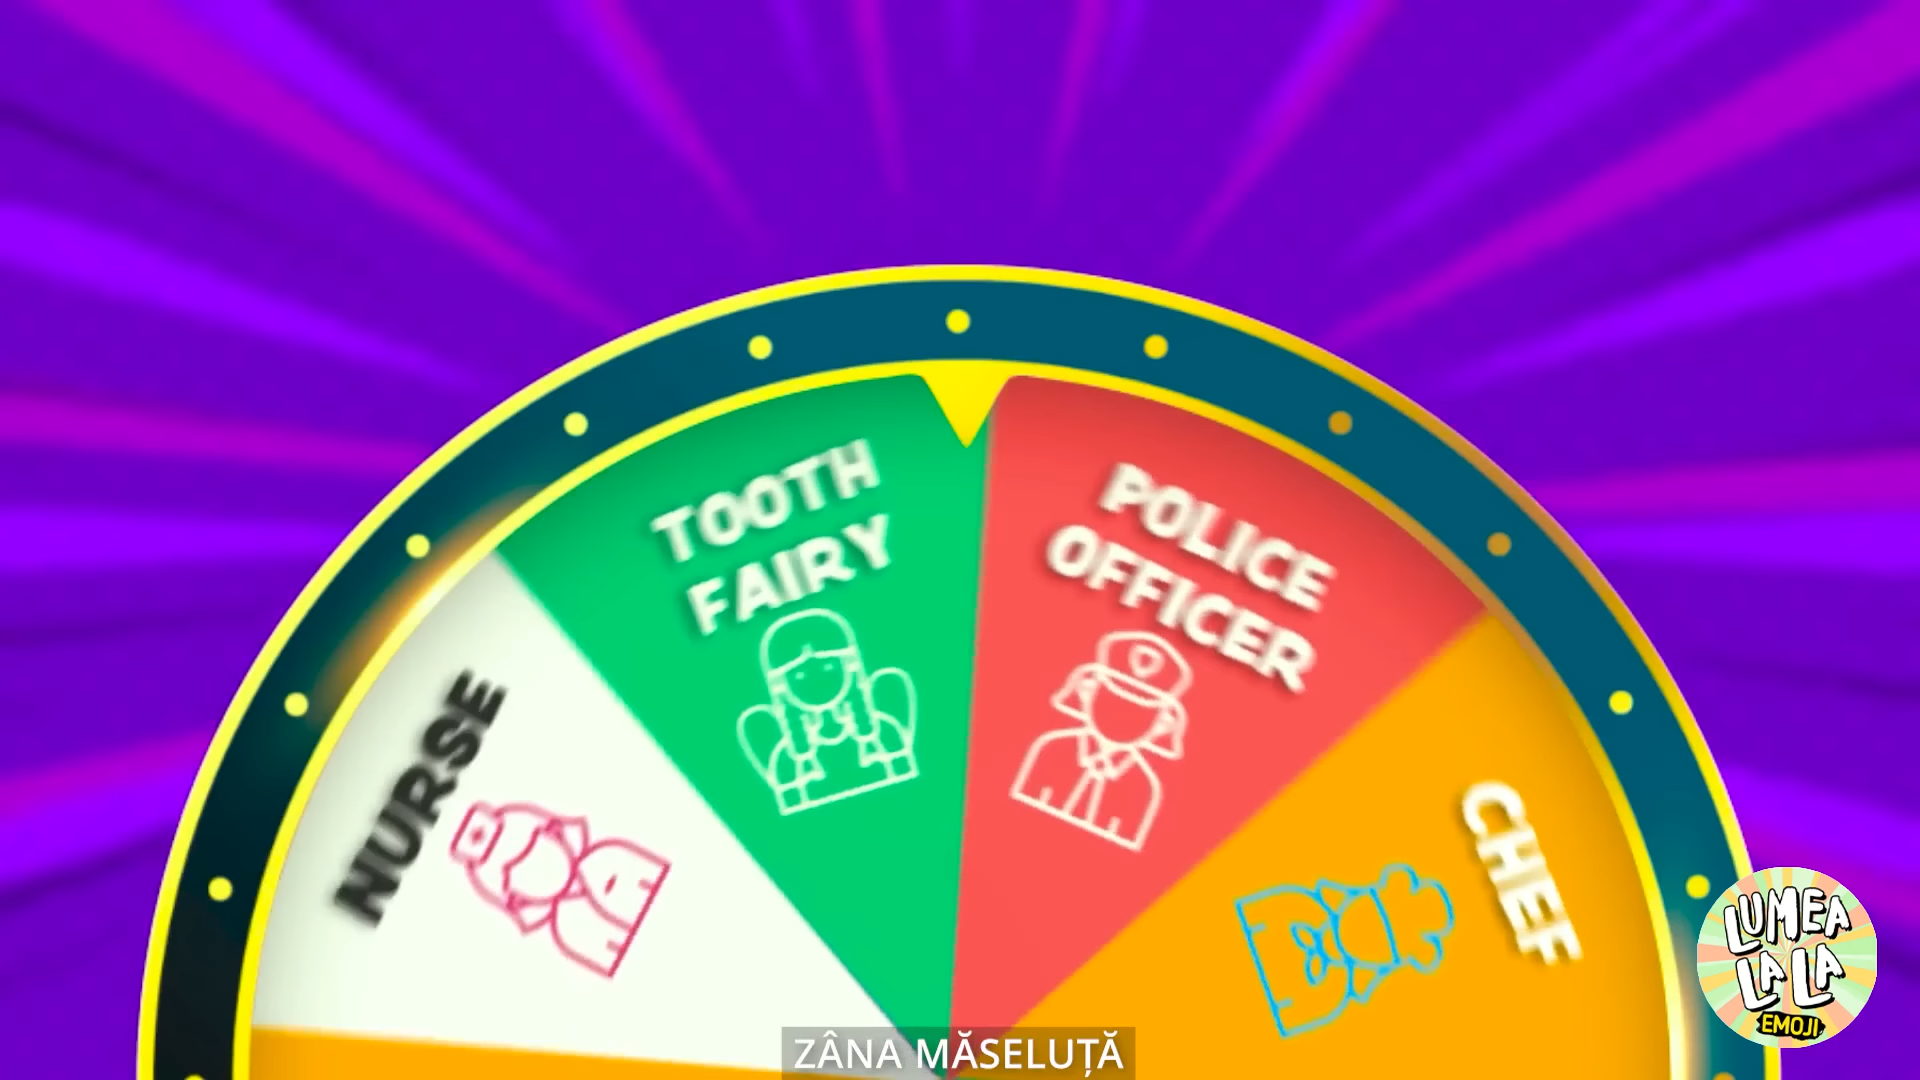 TOOTH
FAIRY
POLICE
OFFICER
NURSE
CHEF
ZÂNA MĂSELUȚĂ
LUMEA
LA LA
EMOJI